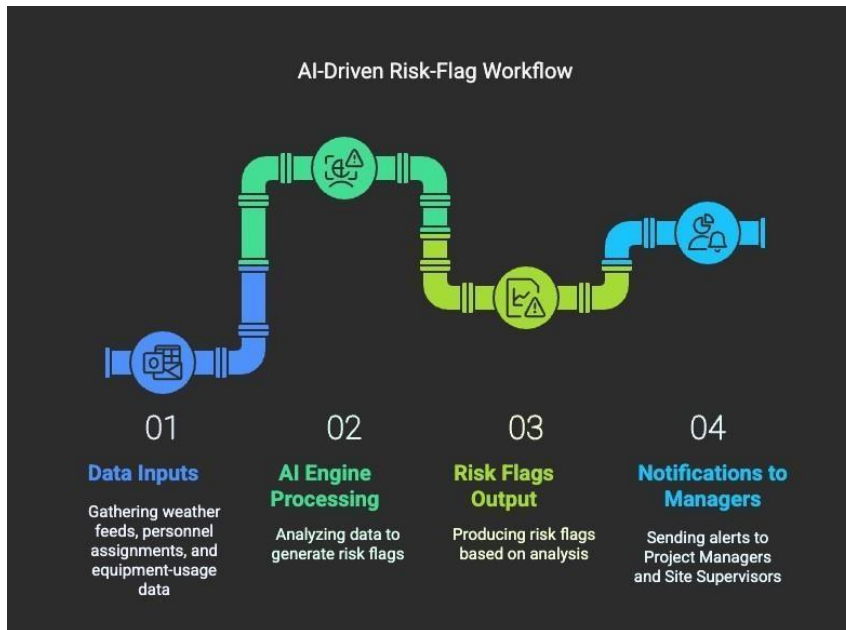 AI-Driven Risk-Flag Workflow
01
Data Inputs
Gathering weather
feeds, personnel
assignments, and
equipment-usage
data
02
AI Engine
Processing
Analyzing data to
generate risk flags
03
Risk Flags
Output
Producing risk flags
based on analysis
04
Notifications to
Managers
Sending alerts to
Project Managers
and Site Supervisors